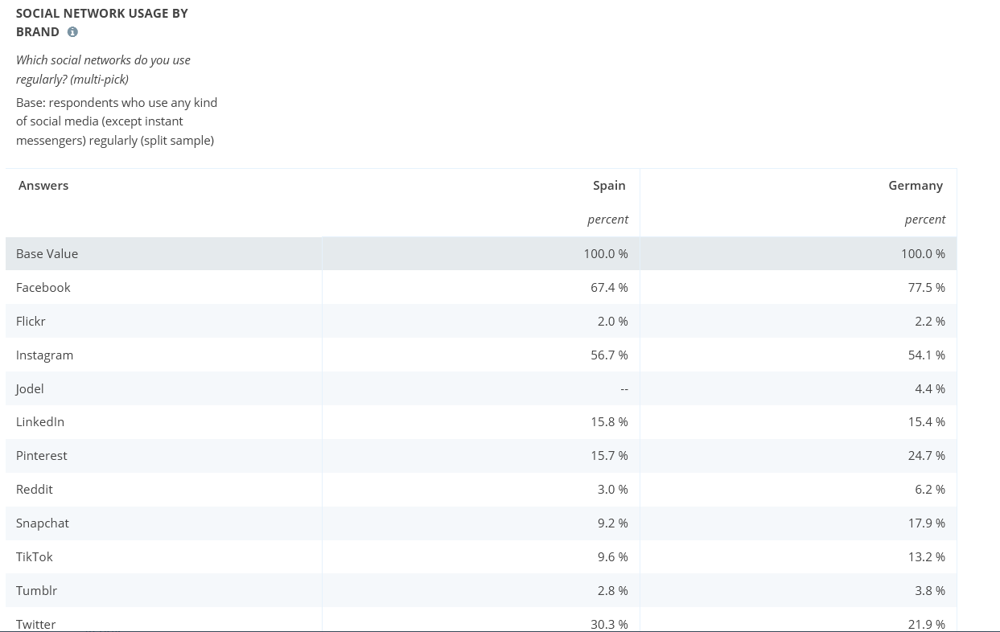 SOCIAL NETWORK USAGE BY
BRAND
Which social networks do you use
regularly? (multi-pick)
Base: respondents who use any kind
of social media (except instant
messengers) regularly (split sample)
Answers Spain Germany
percent percent
Base Value 100.0 % 100.0 %
Facebook 67.4 % 77.5 %
Flickr 2.0 % 2.2 %
Instagram 56.7 % 54.1 %
Jodel -- 4.4 %
LinkedIn 15.8 % 15.4 %
Pinterest 15.7 % 24.7 %
Reddit 3.0 % 6.2 %
Snapchat 9.2 % 17.9 %
TikTok 9.6 % 13.2 %
Tumblr 2.8 % 3.8 %
Twitter 30.3 % 21.9 %